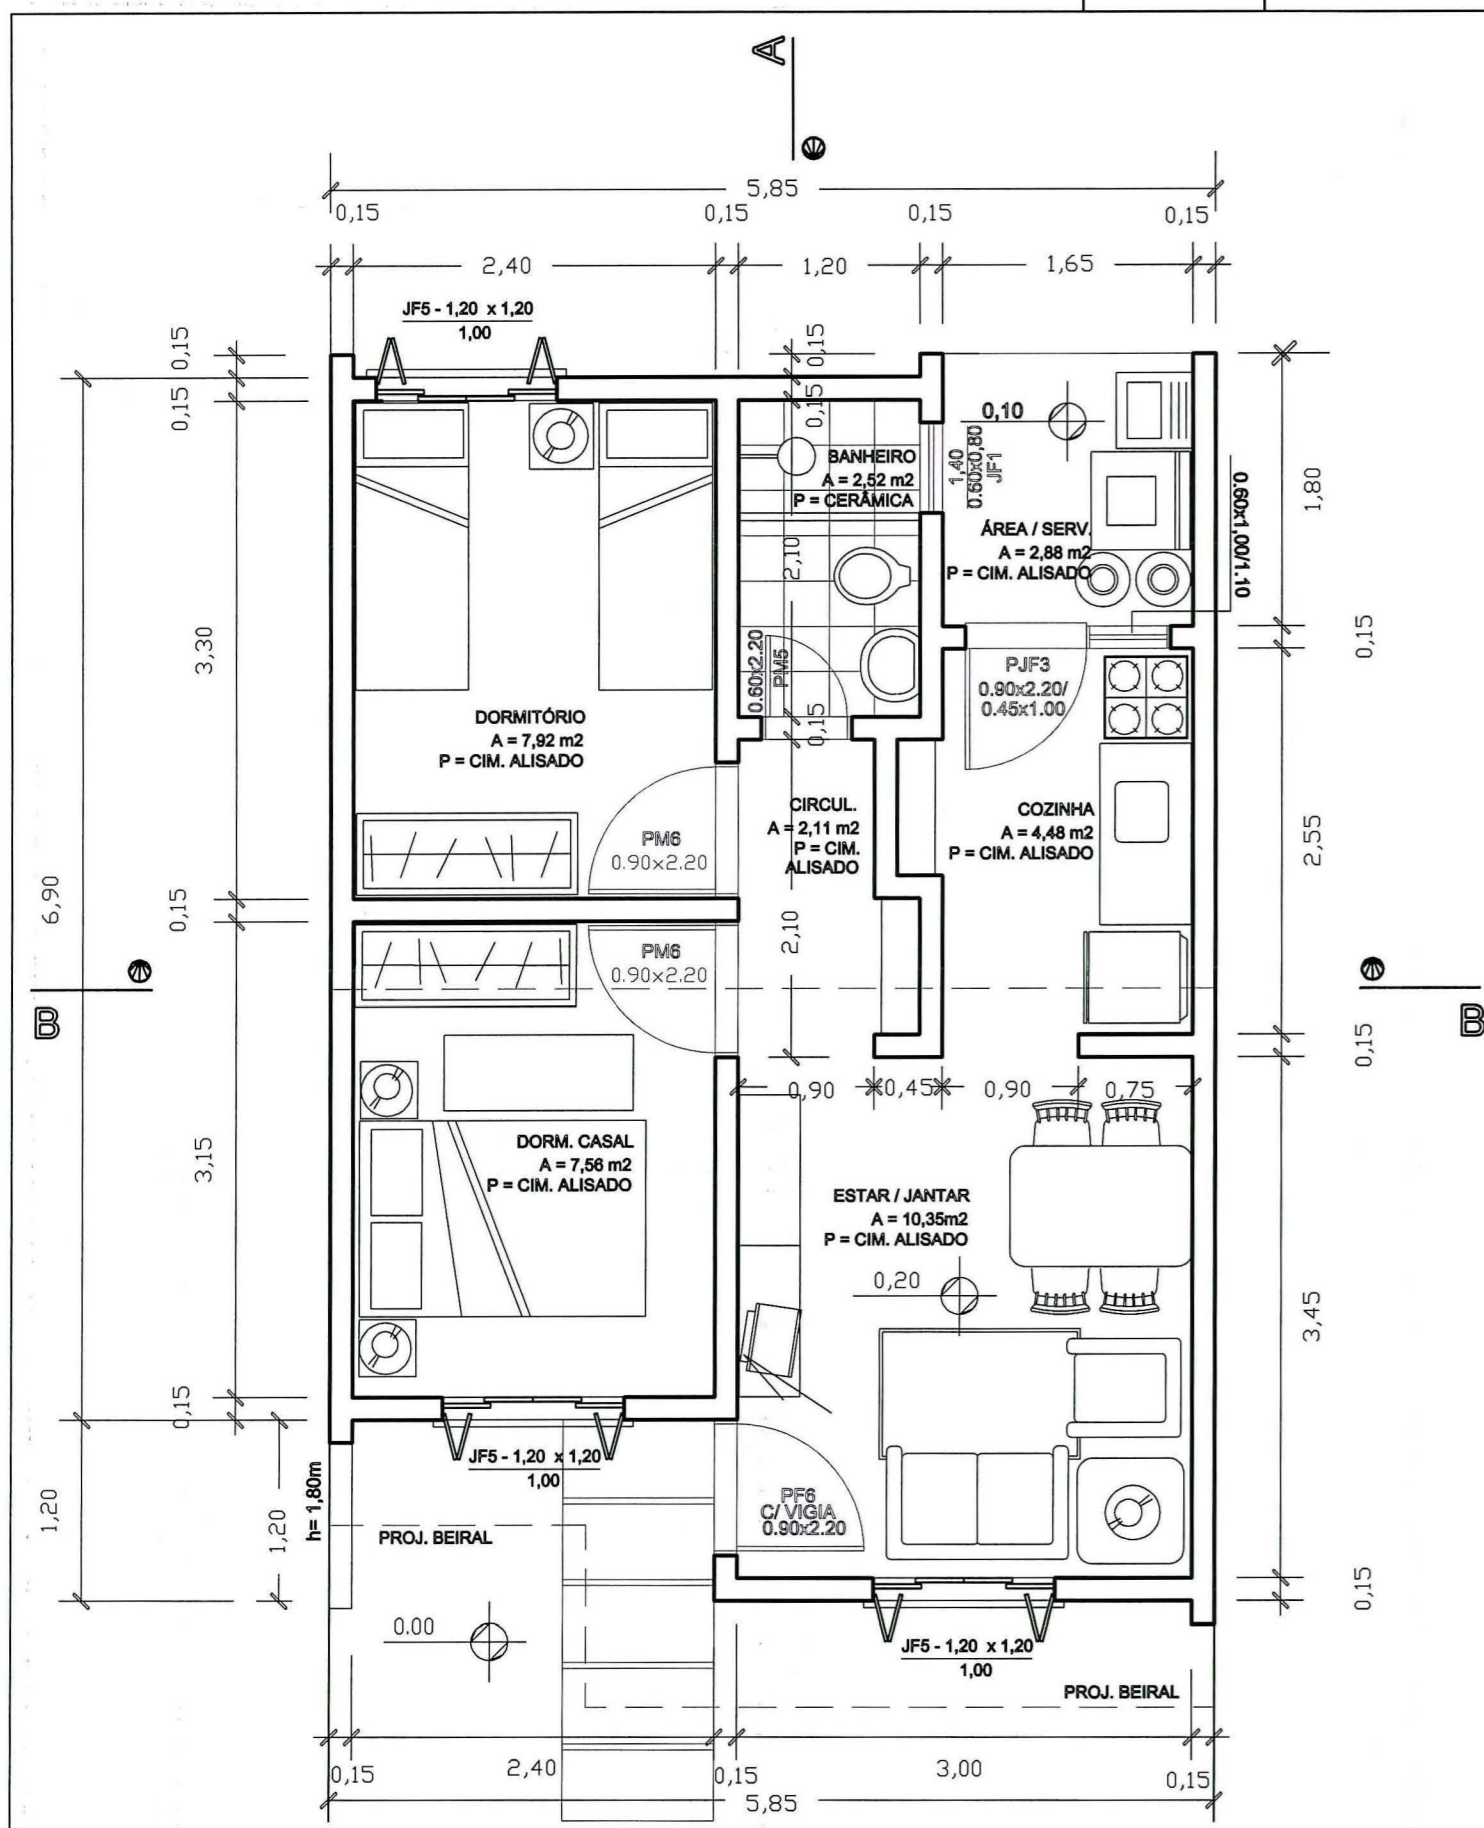 A
5,85
0,15
0,15
0,15
0,15
2,40
1,20
1,65
JF5 - 1,20 x 1,20
1,00
0,15
0,15
0,15
0,15
0,10
BANHEIRO
A = 2,52 m2
P = CERÂMICA
1,40
0.60x0,80
JF1
0.60x1,00/1.10
1,80
ÁREA / SERV.
A = 2,88 m2
P = CIM. ALISADO
2,10
3,30
0,15
0.60x2.20
PM5
PJF3
0.90x2.20/
0.45x1.00
0,15
DORMITÓRIO
A = 7,92 m2
P = CIM. ALISADO
CIRCUL.
A = 2,11 m2
P = CIM.
ALISADO
COZINHA
A = 4,48 m2
P = CIM. ALISADO
2,55
PM6
0.90x2.20
6,90
0,15
2,10
PM6
0.90x2.20
B
B
0,15
0,90
0,45
0,90
0,75
3,15
DORM. CASAL
A = 7,56 m2
P = CIM. ALISADO
ESTAR / JANTAR
A = 10,35m2
P = CIM. ALISADO
0,20
3,45
0,15
JF5 - 1,20 x 1,20
1,00
1,20
1,20
h= 1,80m
PROJ. BEIRAL
PF6
C/ VIGIA
0.90x2.20
0,15
0.00
JF5 - 1,20 x 1,20
1,00
PROJ. BEIRAL
0,15
2,40
0,15
3,00
0,15
5,85